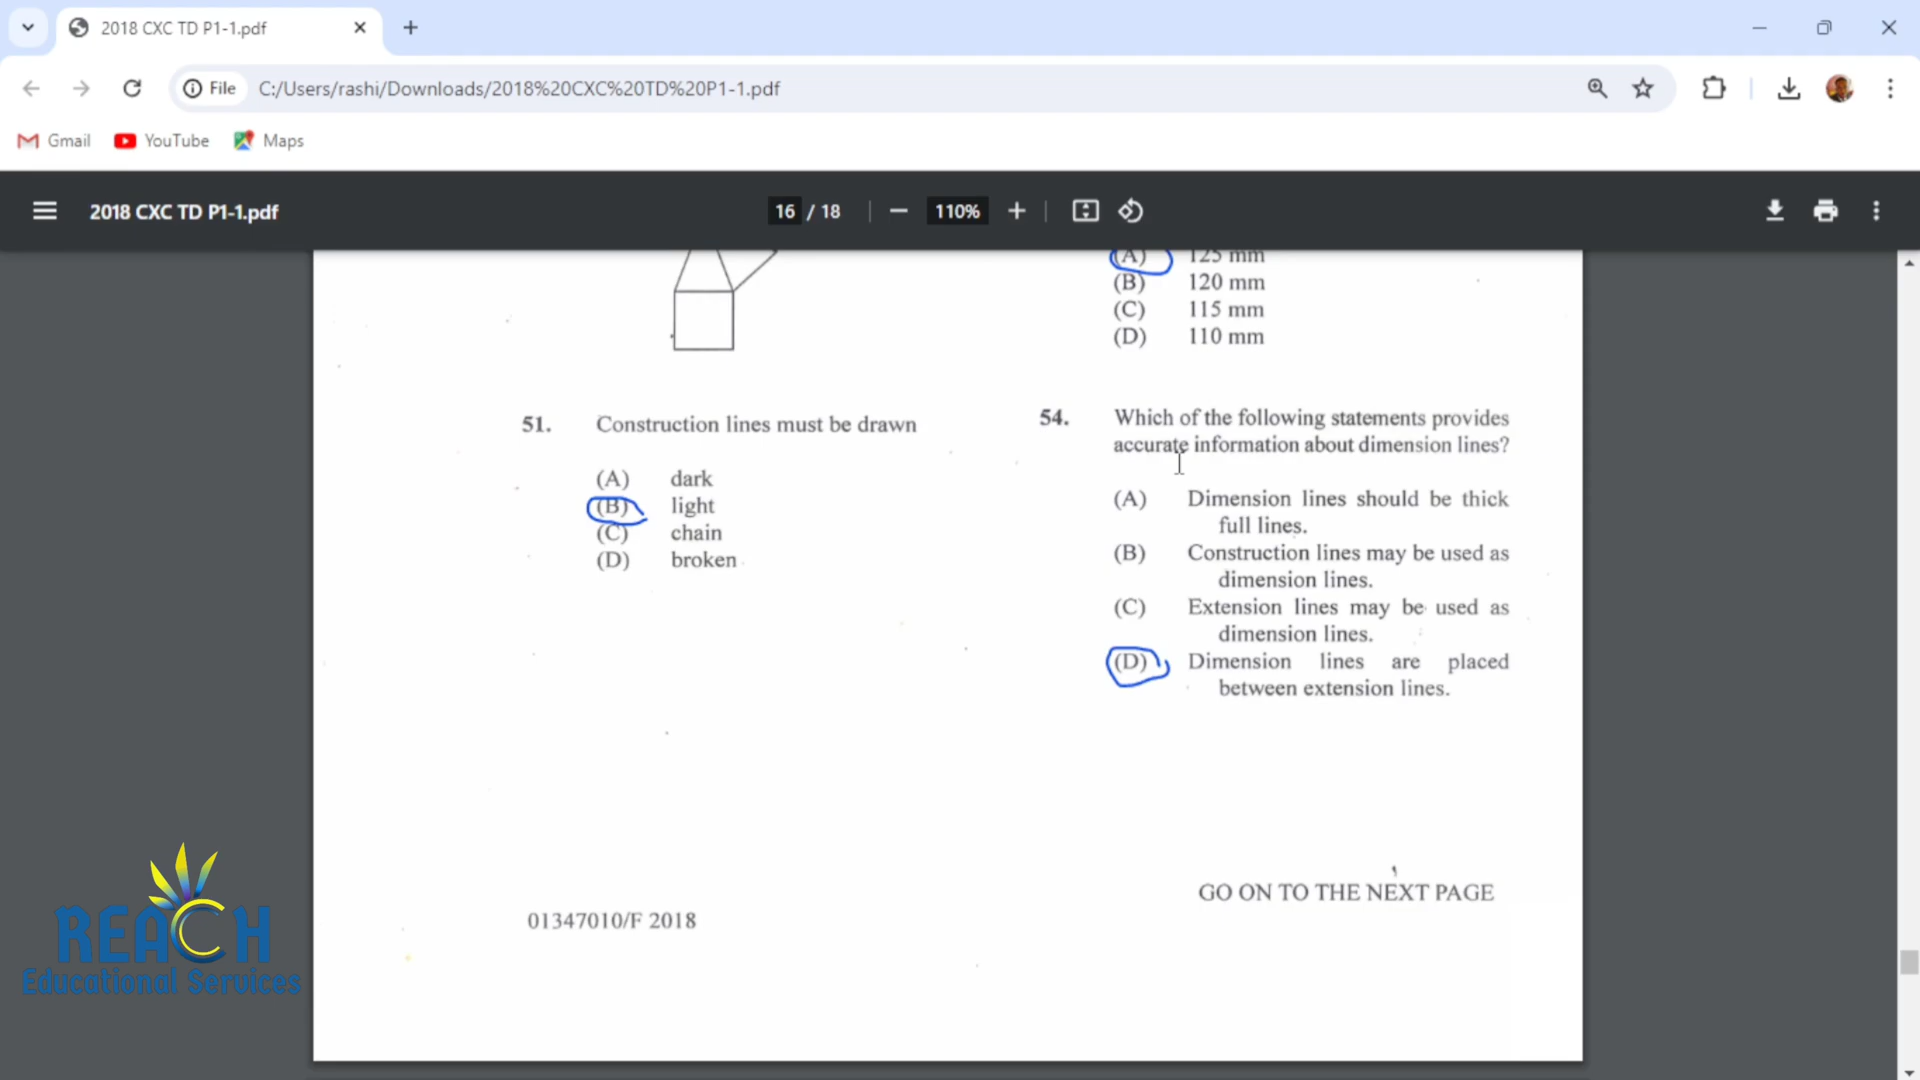 2018 CXC TD P1-1.pdf
File
C:/Users/rashi/Downloads/2018%20CXC%20TD%20P1-1.pdf
Gmail
YouTube
Maps
2018 CXC TD P1-1.pdf
16 / 18
110%
51. Construction lines must be drawn
(A) dark
(B) light
(C) chain
(D) broken
(A) 125 mm
(B) 120 mm
(C) 115 mm
(D) 110 mm
54. Which of the following statements provides
accurate information about dimension lines?
(A) Dimension lines should be thick
full lines.
(B) Construction lines may be used as
dimension lines.
(C) Extension lines may be used as
dimension lines.
(D) Dimension lines are placed
between extension lines.
GO ON TO THE NEXT PAGE
01347010/F 2018
REACH
Educational Services